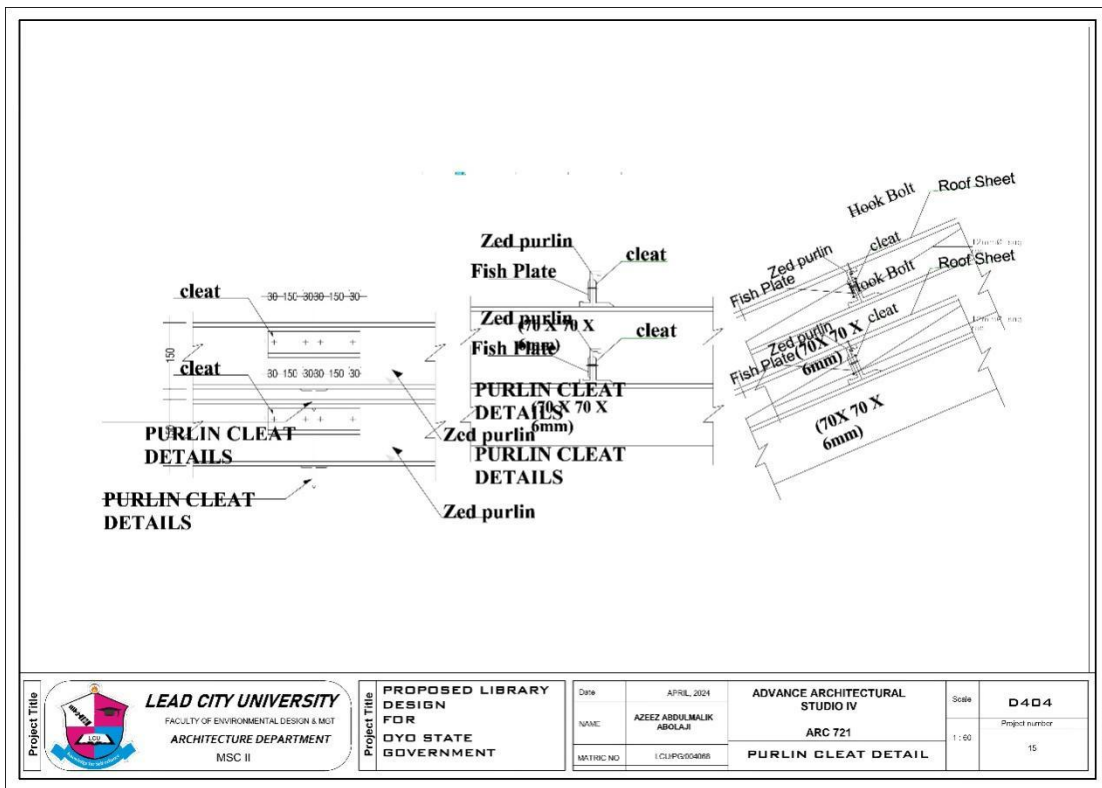 Hook Bolt
Roof Sheet
Zed purlin
cleat
Fish Plate
Zed purlin
cleat
Fish Plate
Hook Bolt
Roof Sheet
cleat
30 150 3030 150 30
cleat
150
Zed purlin
(70 X 70 X
6mm)
cleat
Fish Plate
Zed purlin
cleat
Fish Plate
(70X 70 X
6mm)
30 150 3030 150 30
cleat
PURLIN CLEAT
DETAILS
(70 X 70 X
6mm)
(70X 70 X
6mm)
PURLIN CLEAT
DETAILS
Zed purlin
PURLIN CLEAT
DETAILS
PURLIN CLEAT
DETAILS
Zed purlin
Project Title
LEAD CITY UNIVERSITY
FACULTY OF ENVIRONMENTAL DESIGN & MGT
ARCHITECTURE DEPARTMENT
MSC II
LCU
Project Title
PROPOSED LIBRARY
DESIGN
FOR
OYO STATE
GOVERNMENT
Date
APRIL, 2024
NAME
AZEEZ ABDULMALIK
ABOLAJI
MATRIC NO
LCU/PG/004066
ADVANCE ARCHITECTURAL
STUDIO IV
ARC 721
PURLIN CLEAT DETAIL
Scale
1 : 60
D404
Project number
15